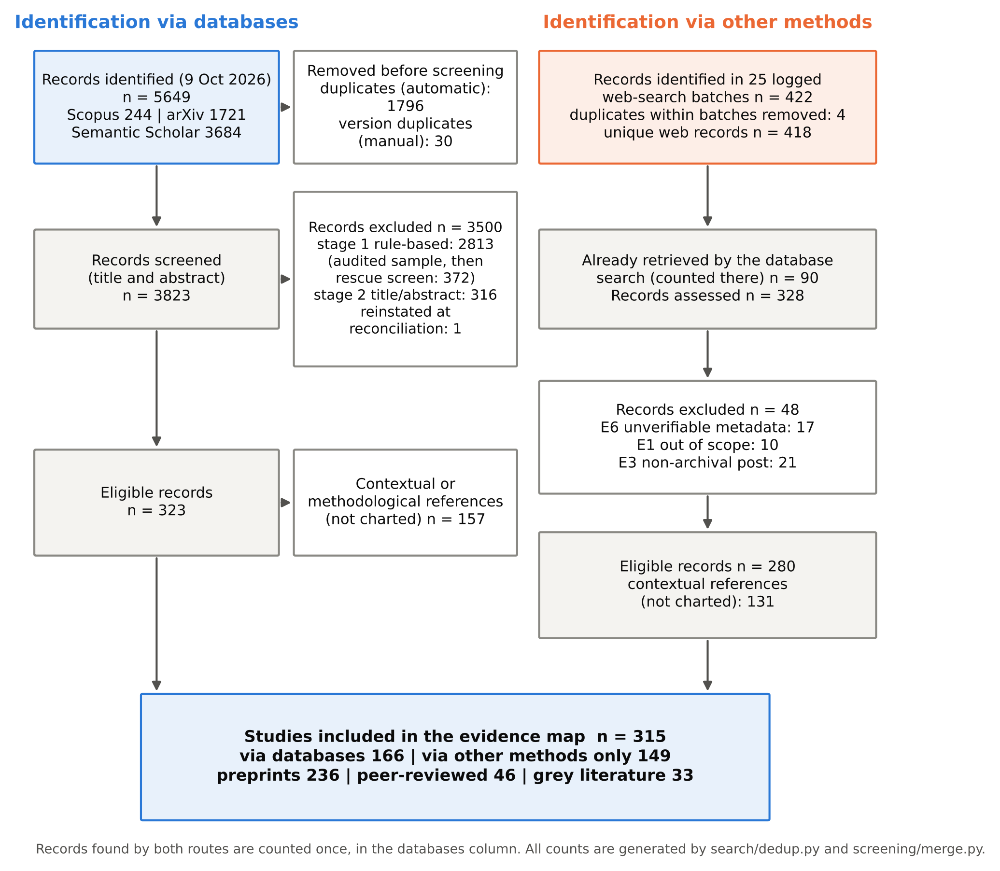 Identification via databases
Identification via other methods
Records identified (9 Oct 2026)
n = 5649
Scopus 244 | arXiv 1721
Semantic Scholar 3684
Removed before screening
duplicates (automatic):
1796
version duplicates
(manual): 30
Records identified in 25 logged
web-search batches n = 422
duplicates within batches removed: 4
unique web records n = 418
Records screened
(title and abstract)
n = 3823
Records excluded n = 3500
stage 1 rule-based: 2813
(audited sample, then
rescue screen: 372)
stage 2 title/abstract: 316
reinstated at
reconciliation: 1
Already retrieved by the database
search (counted there) n = 90
Records assessed n = 328
Records excluded n = 48
E6 unverifiable metadata: 17
E1 out of scope: 10
E3 non-archival post: 21
Eligible records
n = 323
Contextual or
methodological references
(not charted) n = 157
Eligible records n = 280
contextual references
(not charted): 131
Studies included in the evidence map  n = 315
via databases 166 | via other methods only 149
preprints 236 | peer-reviewed 46 | grey literature 33
Records found by both routes are counted once, in the databases column. All counts are generated by search/dedup.py and screening/merge.py.